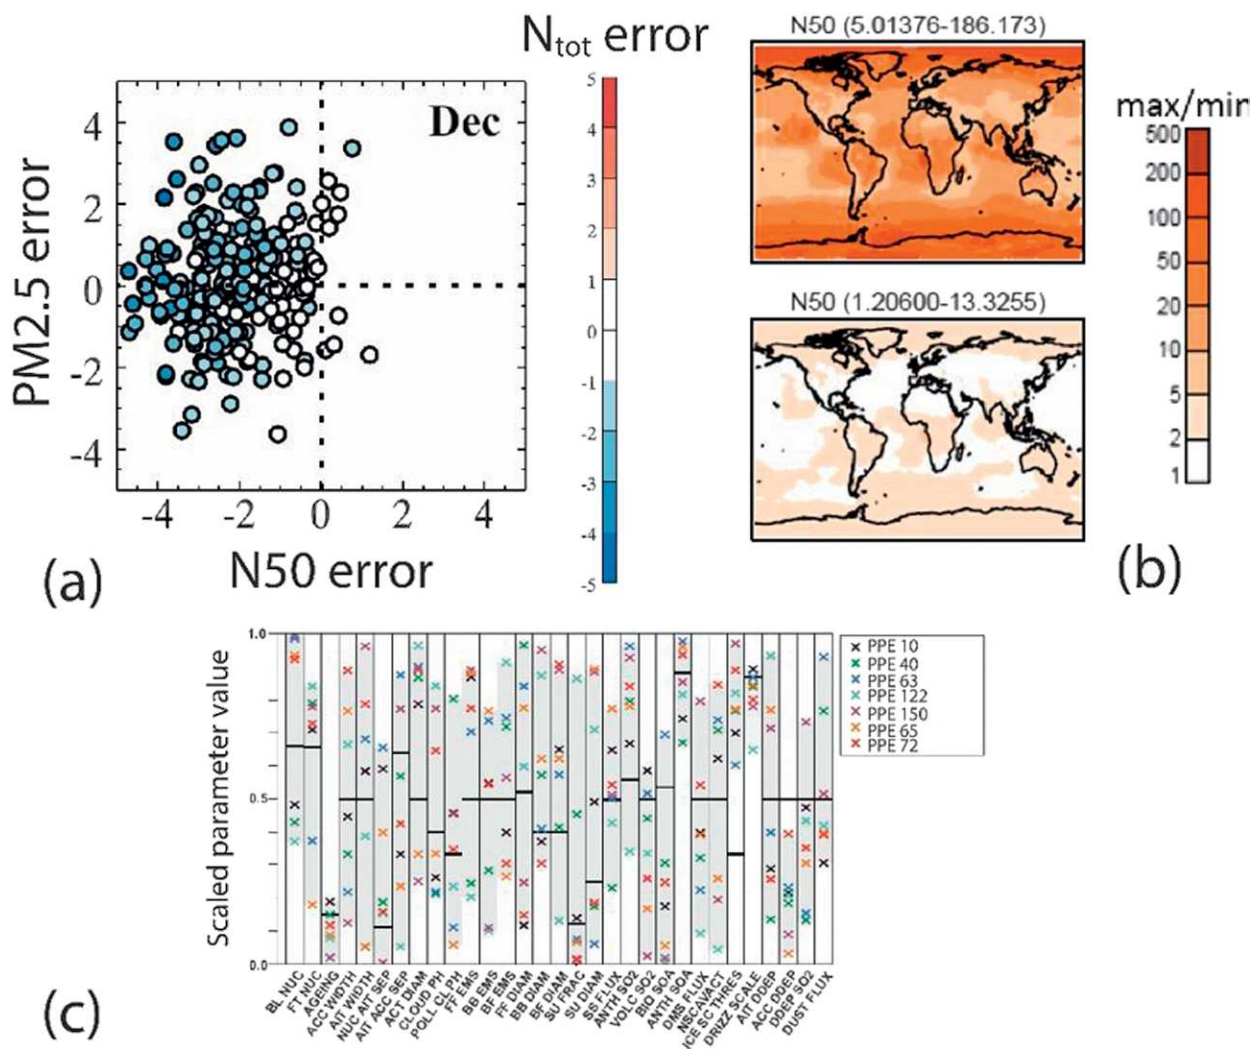 N_tot error
Dec
PM2.5 error
4
2
0
-2
-4
-4
-2
0
2
4
N50 error
(a)
5
4
3
2
1
0
-1
-2
-3
-4
-5
N50 (5.01376-186.173)
N50 (1.20600-13.3255)
max/min
500
200
100
50
20
10
5
2
1
(b)
Scaled parameter value
1.0
0.5
0.0
PPE 10
PPE 40
PPE 63
PPE 122
PPE 150
PPE 65
PPE 72
BL NUC
FT NUC
AGEING
ACC WIDTH
AIT WIDTH
NUC AIT SEP
AIT ACC SEP
ACT DIAM
CLOUD PH
POLL CL PH
FF EMS
BB EMS
BF EMS
FF DIAM
BB DIAM
BF DIAM
SU FRAC
SU DIAM
SS FLUX
ANTH SO2
VOLC SO2
BIO SOA
ANTH SOA
DMS FLUX
NSCAVACT
ICE SC THRES
DRIZZ SCALE
AIT DDEP
ACC DDEP
DDEP SO2
DUST FLUX
(c)